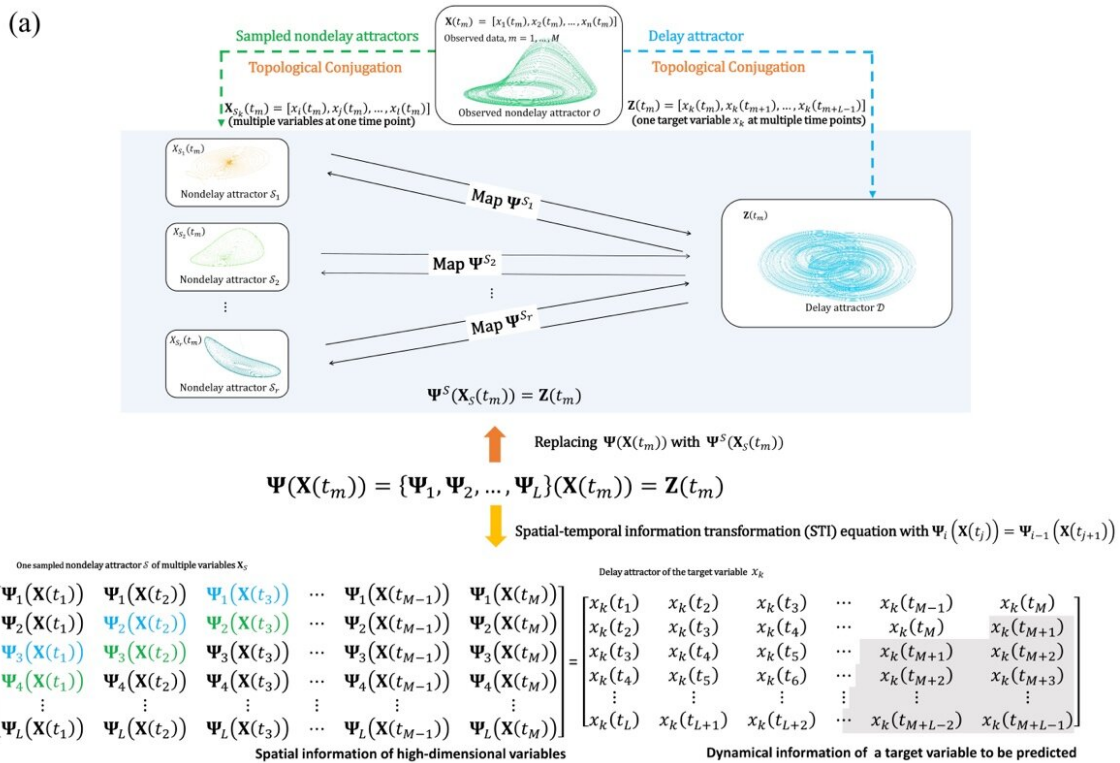 (a)
X(t_m) = [x_1(t_m), x_2(t_m), ..., x_n(t_m)]
Observed data, m = 1, ..., M
Observed nondelay attractor 𝒪
Sampled nondelay attractors
Topological Conjugation
Delay attractor
Topological Conjugation
X_{S_k}(t_m) = [x_i(t_m), x_j(t_m), ..., x_l(t_m)]
(multiple variables at one time point)
Z(t_m) = [x_k(t_m), x_k(t_{m+1}), ..., x_k(t_{m+L-1})]
(one target variable x_k at multiple time points)
X_{S_1}(t_m)
Nondelay attractor 𝒮_1
X_{S_2}(t_m)
Nondelay attractor 𝒮_2
⋮
X_{S_r}(t_m)
Nondelay attractor 𝒮_r
Map Ψ^{S_1}
Map Ψ^{S_2}
⋮
Map Ψ^{S_r}
Z(t_m)
Delay attractor 𝒟
Ψ^S(X_S(t_m)) = Z(t_m)
Replacing Ψ(X(t_m)) with Ψ^S(X_S(t_m))
Ψ(X(t_m)) = {Ψ_1, Ψ_2, ..., Ψ_L}(X(t_m)) = Z(t_m)
Spatial-temporal information transformation (STI) equation with Ψ_i(X(t_j)) = Ψ_{i-1}(X(t_{j+1}))
One sampled nondelay attractor 𝒮 of multiple variables X_S
Delay attractor of the target variable x_k
Ψ_1(X(t_1)) Ψ_1(X(t_2)) Ψ_1(X(t_3)) ⋯ Ψ_1(X(t_{M-1})) Ψ_1(X(t_M))
Ψ_2(X(t_1)) Ψ_2(X(t_2)) Ψ_2(X(t_3)) ⋯ Ψ_2(X(t_{M-1})) Ψ_2(X(t_M))
Ψ_3(X(t_1)) Ψ_3(X(t_2)) Ψ_3(X(t_3)) ⋯ Ψ_3(X(t_{M-1})) Ψ_3(X(t_M))
Ψ_4(X(t_1)) Ψ_4(X(t_2)) Ψ_4(X(t_3)) ⋯ Ψ_4(X(t_{M-1})) Ψ_4(X(t_M))
⋮ ⋮ ⋮ ⋮ ⋮
Ψ_L(X(t_1)) Ψ_L(X(t_2)) Ψ_L(X(t_3)) ⋯ Ψ_L(X(t_{M-1})) Ψ_L(X(t_M))
=
x_k(t_1) x_k(t_2) x_k(t_3) ⋯ x_k(t_{M-1}) x_k(t_M)
x_k(t_2) x_k(t_3) x_k(t_4) ⋯ x_k(t_M) x_k(t_{M+1})
x_k(t_3) x_k(t_4) x_k(t_5) ⋯ x_k(t_{M+1}) x_k(t_{M+2})
x_k(t_4) x_k(t_5) x_k(t_6) ⋯ x_k(t_{M+2}) x_k(t_{M+3})
⋮ ⋮ ⋮ ⋮ ⋮
x_k(t_L) x_k(t_{L+1}) x_k(t_{L+2}) ⋯ x_k(t_{M+L-2}) x_k(t_{M+L-1})
Spatial information of high-dimensional variables
Dynamical information of a target variable to be predicted